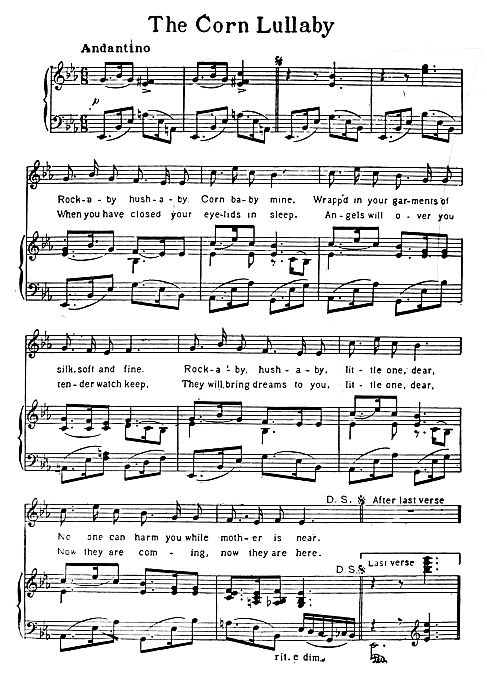 The Corn Lullaby
Andantino
p
Rock-a-by hush-a-by. Corn ba-by mine, Wrapp'd in your gar-ments of
When you have closed your eye-lids in sleep. An-gels will o-ver you
silk, soft and fine. Rock-a-by, hush-a-by, lit-tle one, dear,
ten-der watch keep, They will bring dreams to you, lit-tle one, dear,
D. S. After last verse
No one can harm you while moth-er is near.
Now they are com-ing, now they are here.
D. S. Last verse
rit. e dim.